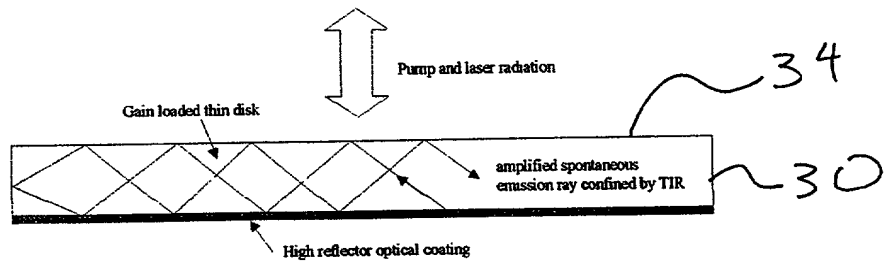 Pump and laser radiation
34
Gain loaded thin disk
amplified spontaneous
emission ray confined by TIR
30
High reflector optical coating